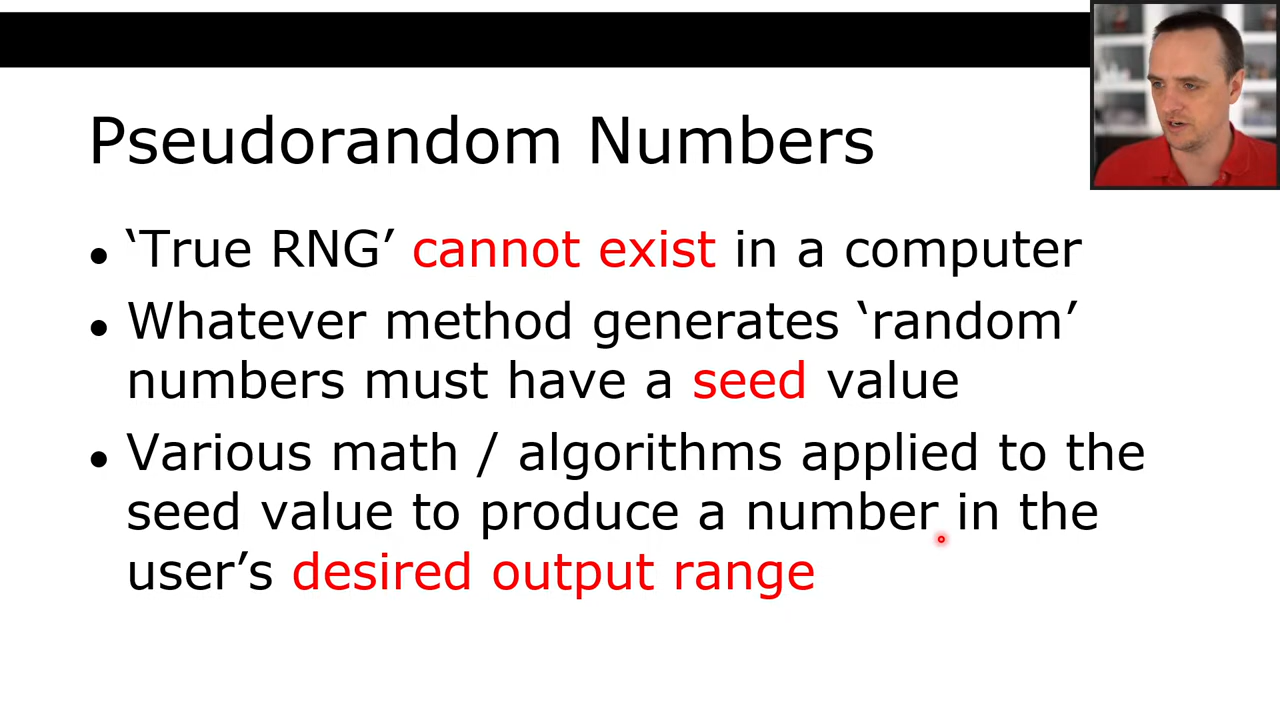 Pseudorandom Numbers
• ‘True RNG’ cannot exist in a computer
• Whatever method generates ‘random’
numbers must have a seed value
• Various math / algorithms applied to the
seed value to produce a number in the
user’s desired output range